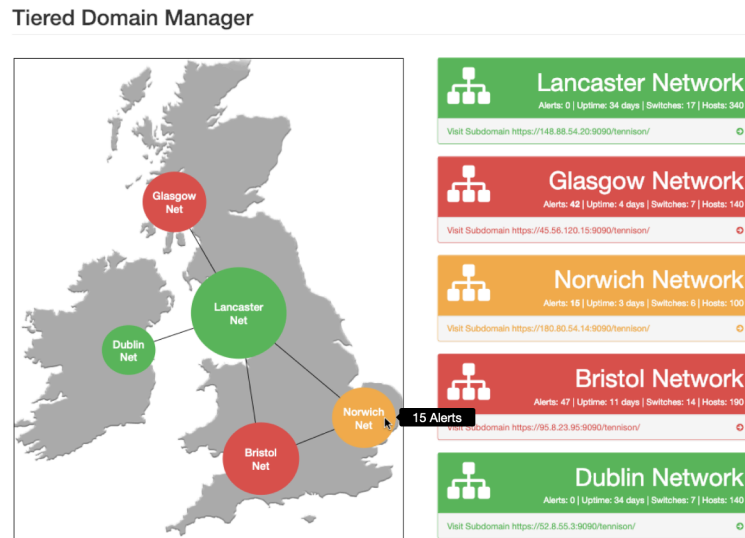 Tiered Domain Manager
Glasgow
Net
Lancaster
Net
Dublin
Net
Norwich
Net
15 Alerts
Bristol
Net
Lancaster Network
Alerts: 0 | Uptime: 34 days | Switches: 17 | Hosts: 340
Visit Subdomain https://148.88.54.20:9090/tennison/
Glasgow Network
Alerts: 42 | Uptime: 4 days | Switches: 7 | Hosts: 140
Visit Subdomain https://45.56.120.15:9090/tennison/
Norwich Network
Alerts: 15 | Uptime: 3 days | Switches: 6 | Hosts: 100
Visit Subdomain https://180.60.54.14:9090/tennison/
Bristol Network
Alerts: 47 | Uptime: 11 days | Switches: 14 | Hosts: 190
Visit Subdomain https://95.8.23.95:9090/tennison/
Dublin Network
Alerts: 0 | Uptime: 34 days | Switches: 7 | Hosts: 140
Visit Subdomain https://52.8.55.3:9090/tennison/